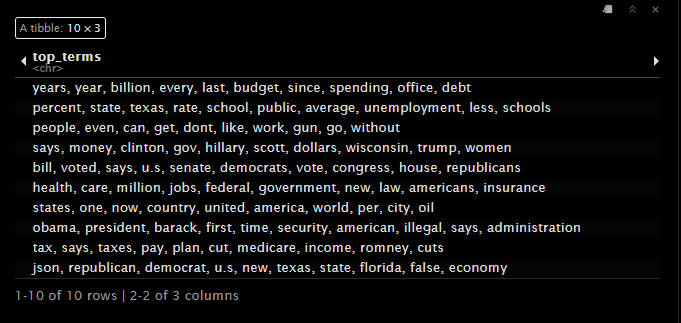 A tibble: 10 × 3
top_terms
<chr>
years, year, billion, every, last, budget, since, spending, office, debt
percent, state, texas, rate, school, public, average, unemployment, less, schools
people, even, can, get, dont, like, work, gun, go, without
says, money, clinton, gov, hillary, scott, dollars, wisconsin, trump, women
bill, voted, says, u.s, senate, democrats, vote, congress, house, republicans
health, care, million, jobs, federal, government, new, law, americans, insurance
states, one, now, country, united, america, world, per, city, oil
obama, president, barack, first, time, security, american, illegal, says, administration
tax, says, taxes, pay, plan, cut, medicare, income, romney, cuts
json, republican, democrat, u.s, new, texas, state, florida, false, economy
1-10 of 10 rows | 2-2 of 3 columns